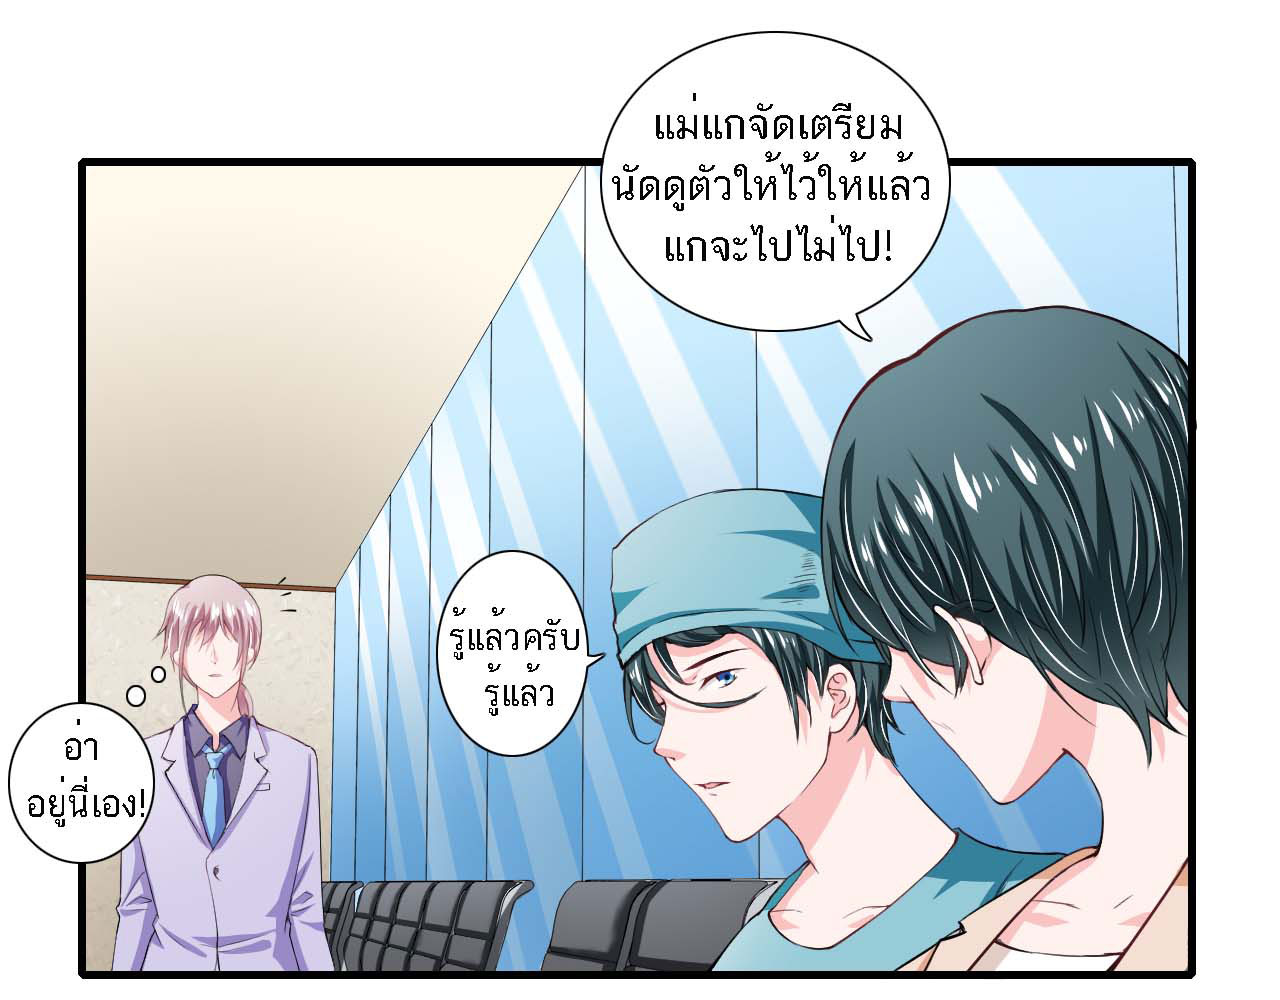 แม่แกจัดเตรียม
นัดดูตัวให้ไว้ให้แล้ว
แกจะไปไม่ไป!
รู้แล้วครับ
รู้แล้ว
อ่า
อยู่นี่เอง!